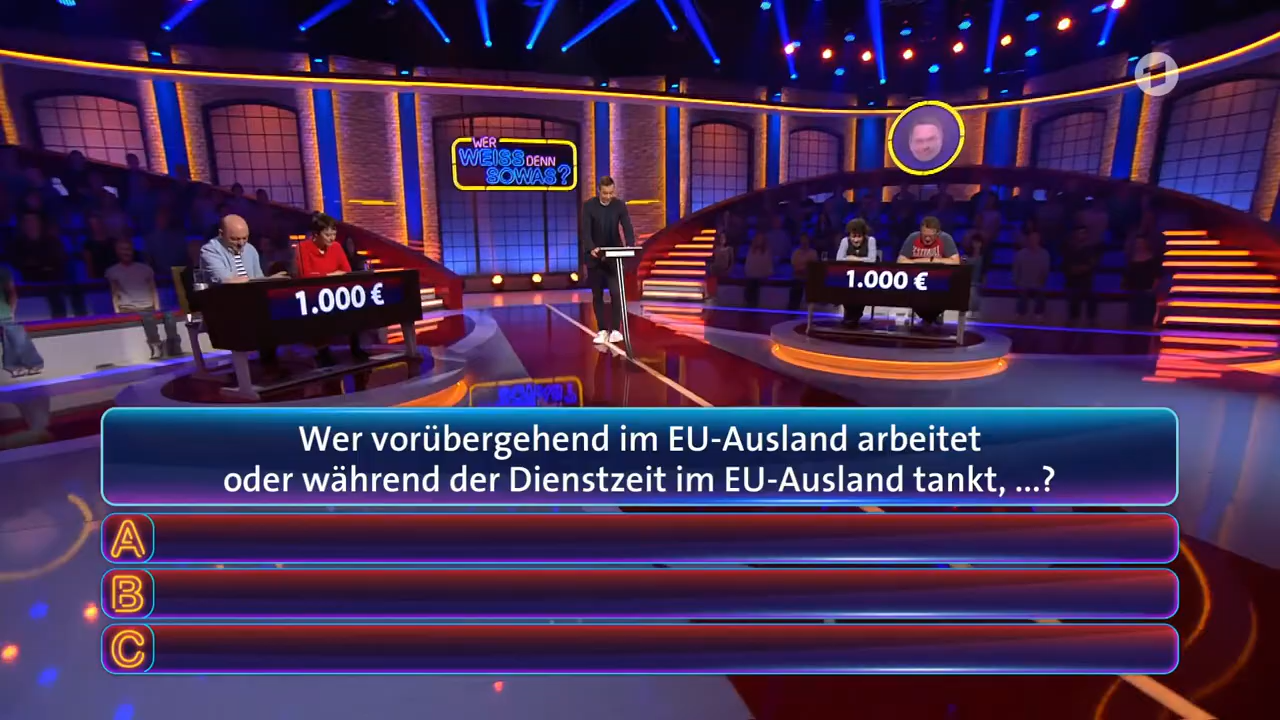 1
WER
WEISS DENN
SOWAS?
1.000 €
1.000 €
Wer vorübergehend im EU-Ausland arbeitet
oder während der Dienstzeit im EU-Ausland tankt, ...?
A
B
C